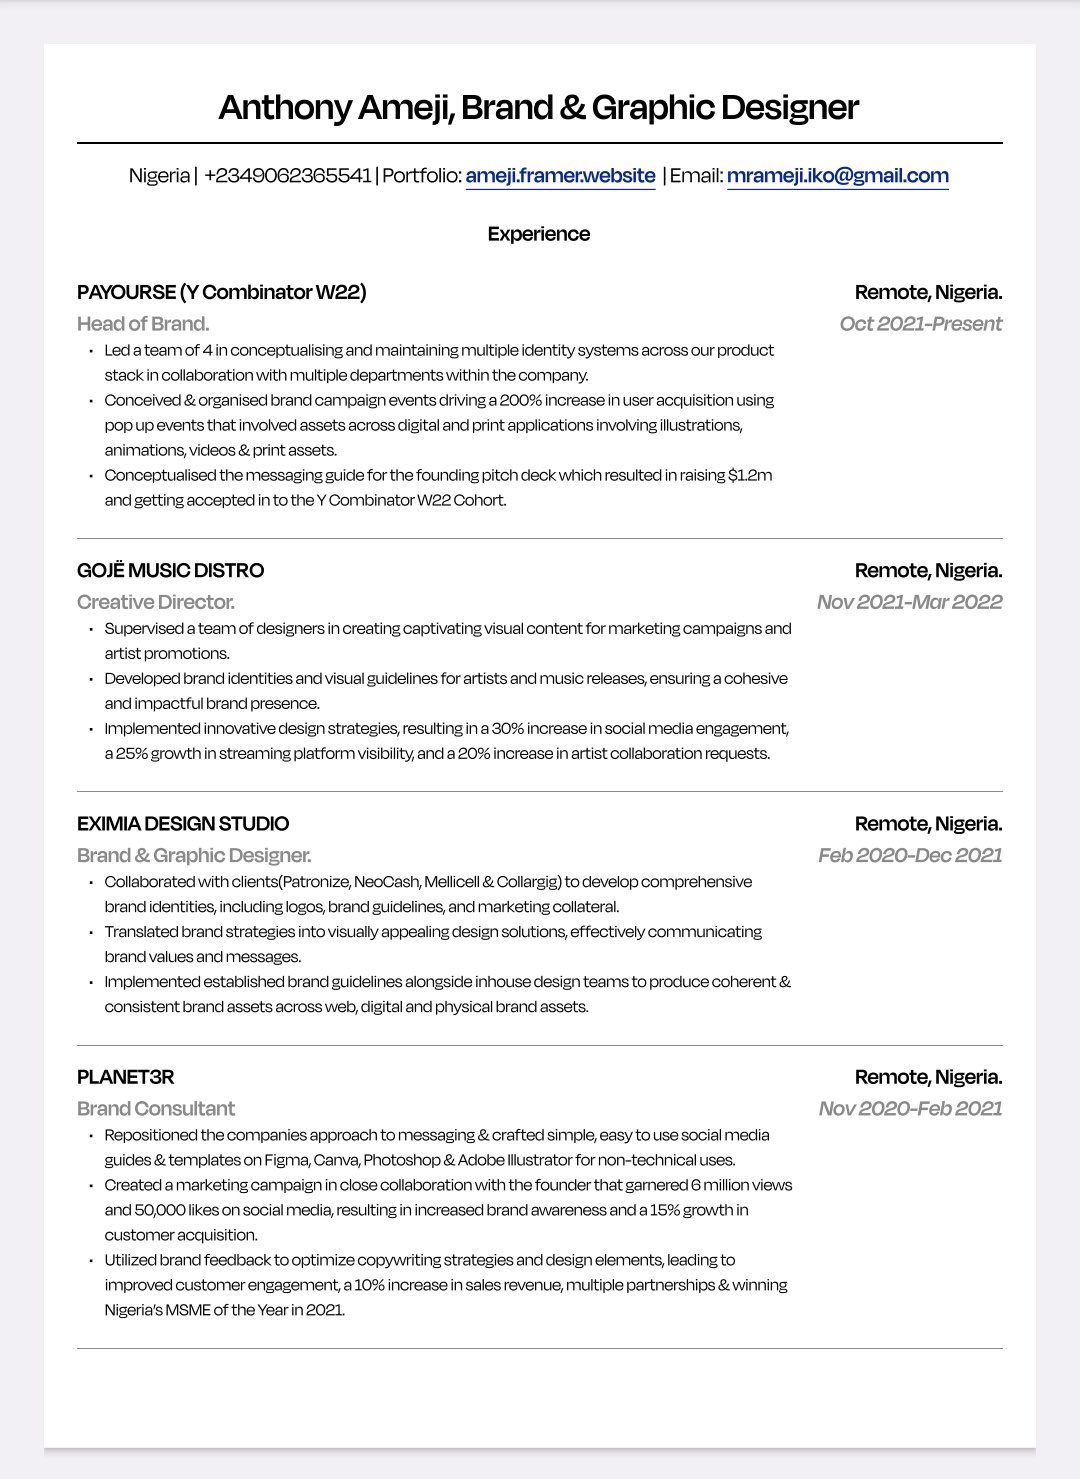 Anthony Ameji, Brand & Graphic Designer
Nigeria | +2349062365541 | Portfolio: ameji.framer.website | Email: mrameji.iko@gmail.com
Experience
PAYOURSE (Y Combinator W22) Remote, Nigeria.
Head of Brand. Oct 2021-Present
• Led a team of 4 in conceptualising and maintaining multiple identity systems across our product
stack in collaboration with multiple departments within the company.
• Conceived & organised brand campaign events driving a 200% increase in user acquisition using
pop up events that involved assets across digital and print applications involving illustrations,
animations, videos & print assets.
• Conceptualised the messaging guide for the founding pitch deck which resulted in raising $1.2m
and getting accepted in to the Y Combinator W22 Cohort.
GOJË MUSIC DISTRO Remote, Nigeria.
Creative Director. Nov 2021-Mar 2022
• Supervised a team of designers in creating captivating visual content for marketing campaigns and
artist promotions.
• Developed brand identities and visual guidelines for artists and music releases, ensuring a cohesive
and impactful brand presence.
• Implemented innovative design strategies, resulting in a 30% increase in social media engagement,
a 25% growth in streaming platform visibility, and a 20% increase in artist collaboration requests.
EXIMIA DESIGN STUDIO Remote, Nigeria.
Brand & Graphic Designer. Feb 2020-Dec 2021
• Collaborated with clients(Patronize, NeoCash, Mellicell & Collargig) to develop comprehensive
brand identities, including logos, brand guidelines, and marketing collateral.
• Translated brand strategies into visually appealing design solutions, effectively communicating
brand values and messages.
• Implemented established brand guidelines alongside inhouse design teams to produce coherent &
consistent brand assets across web, digital and physical brand assets.
PLANET3R Remote, Nigeria.
Brand Consultant Nov 2020-Feb 2021
• Repositioned the companies approach to messaging & crafted simple, easy to use social media
guides & templates on Figma, Canva, Photoshop & Adobe Illustrator for non-technical uses.
• Created a marketing campaign in close collaboration with the founder that garnered 6 million views
and 50,000 likes on social media, resulting in increased brand awareness and a 15% growth in
customer acquisition.
• Utilized brand feedback to optimize copywriting strategies and design elements, leading to
improved customer engagement, a 10% increase in sales revenue, multiple partnerships & winning
Nigeria’s MSME of the Year in 2021.